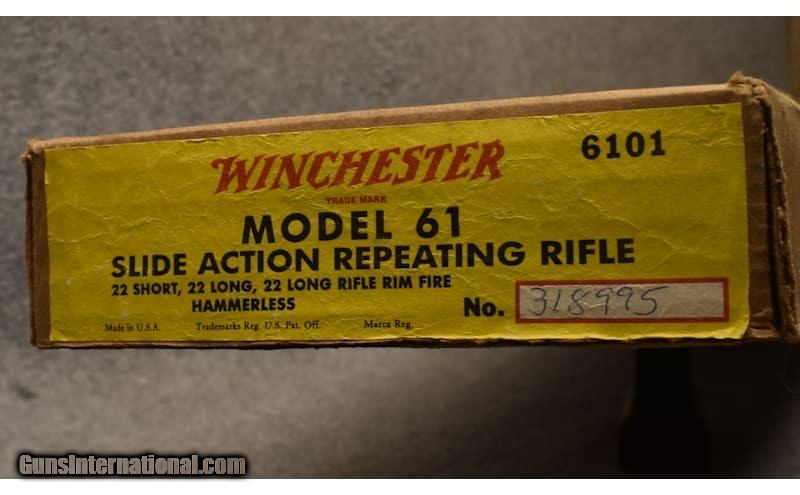 WINCHESTER 6101
TRADE MARK
MODEL 61
SLIDE ACTION REPEATING RIFLE
22 SHORT, 22 LONG, 22 LONG RIFLE RIM FIRE
HAMMERLESS
No. 318995
Made in U.S.A. Trademarks Reg. U.S. Pat. Off. Marca Reg.
GunsInternational.com